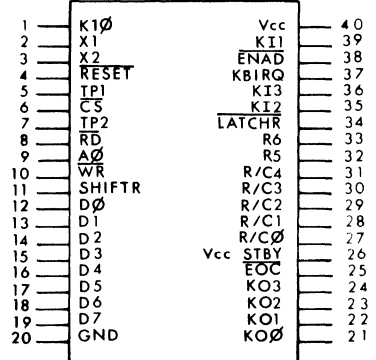 1 K1Ø Vcc 40
2 X1 KI1 39
3 X2 ENAD 38
4 RESET KBIRQ 37
5 TP1 KI3 36
6 CS KI2 35
7 TP2 LATCHR 34
8 RD R6 33
9 AØ R5 32
10 WR R/C4 31
11 SHIFTR R/C3 30
12 DØ R/C2 29
13 D1 R/C1 28
14 D2 R/CØ 27
15 D3 Vcc STBY 26
16 D4 EOC 25
17 D5 KO3 24
18 D6 KO2 23
19 D7 KO1 22
20 GND KOØ 21